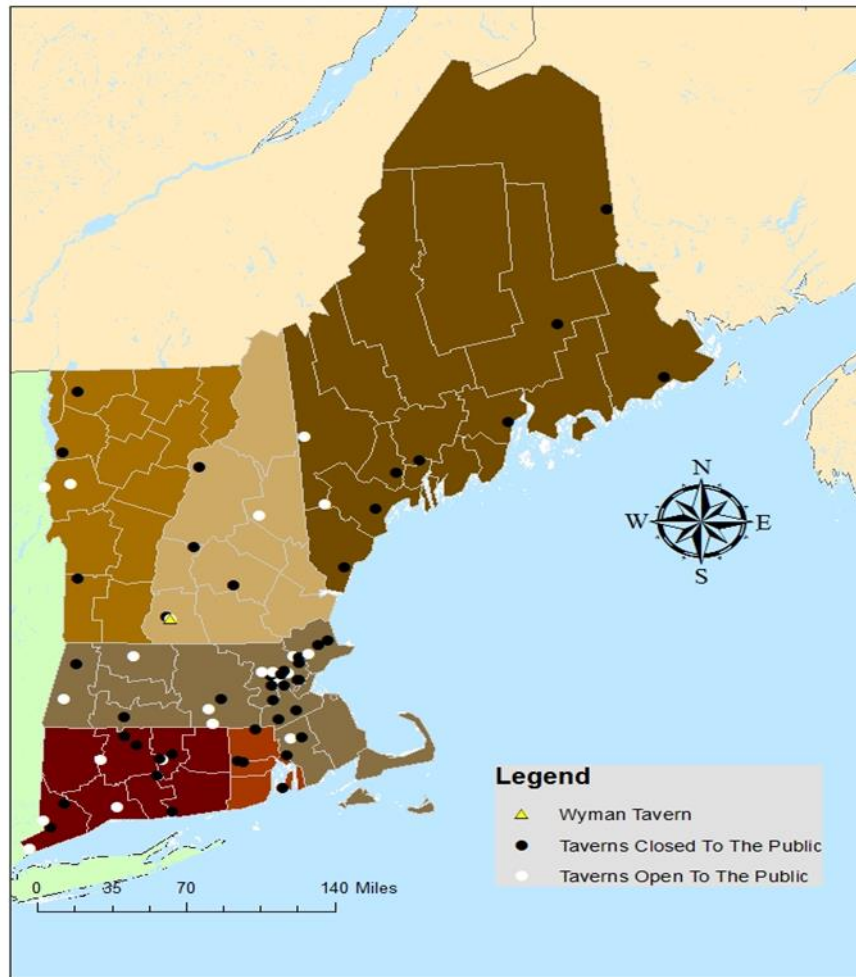 N
W E
S
Legend
Wyman Tavern
Taverns Closed To The Public
Taverns Open To The Public
0 35 70 140 Miles